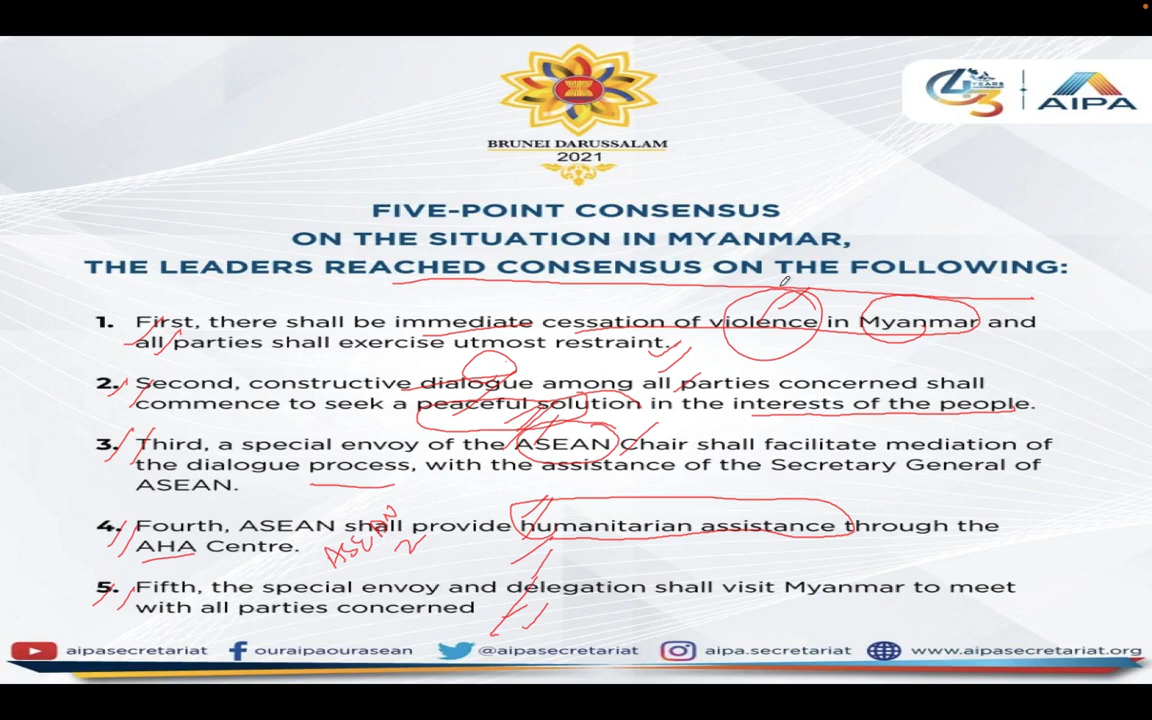 43
YEARS
AIPA
BRUNEI DARUSSALAM
2021
FIVE-POINT CONSENSUS
ON THE SITUATION IN MYANMAR,
THE LEADERS REACHED CONSENSUS ON THE FOLLOWING:
1. First, there shall be immediate cessation of violence in Myanmar and
all parties shall exercise utmost restraint.
2. Second, constructive dialogue among all parties concerned shall
commence to seek a peaceful solution in the interests of the people.
3. Third, a special envoy of the ASEAN Chair shall facilitate mediation of
the dialogue process, with the assistance of the Secretary General of
ASEAN.
4. Fourth, ASEAN shall provide humanitarian assistance through the
AHA Centre.
ASEAN
2
5. Fifth, the special envoy and delegation shall visit Myanmar to meet
with all parties concerned
aipasecretariat ouraipaourasean @aipasecretariat aipa.secretariat www.aipasecretariat.org